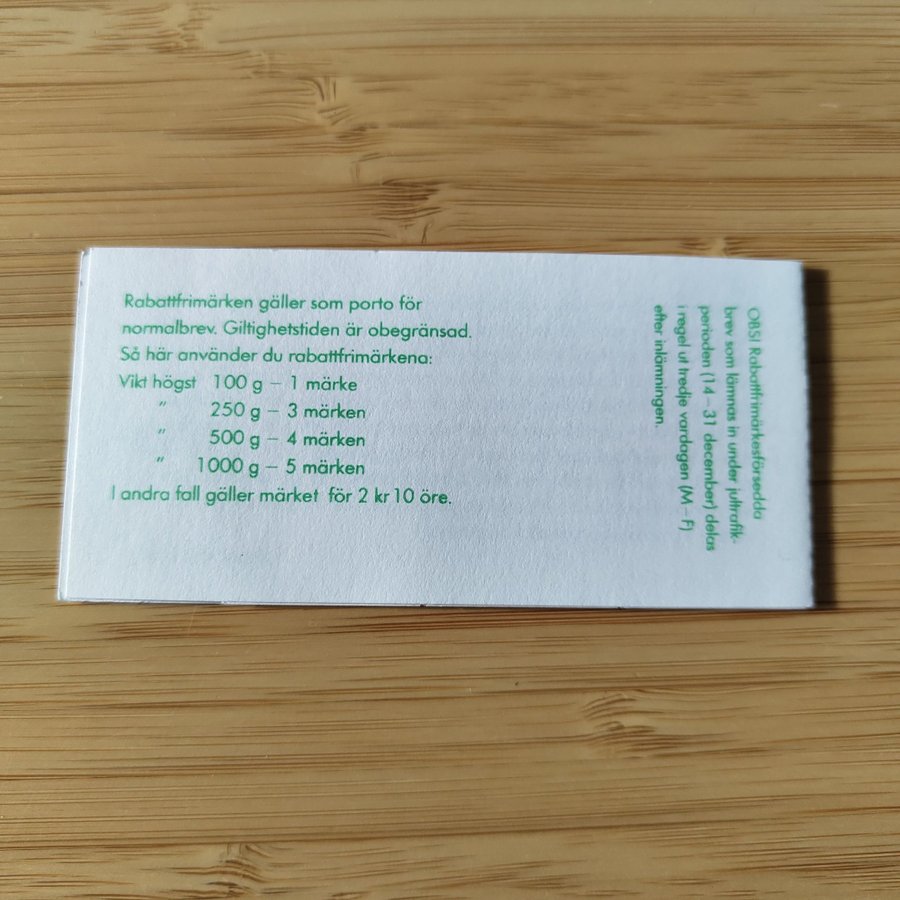 Rabattfrimärken gäller som porto för
normalbrev. Giltighetstiden är obegränsad.
Så här använder du rabattfrimärkena:
Vikt högst 100 g – 1 märke
" 250 g – 3 märken
" 500 g – 4 märken
" 1000 g – 5 märken
I andra fall gäller märket för 2 kr 10 öre.
OBS! Rabattfrimärkesförsedda
brev som lämnas in under jultrafik-
perioden (14 – 31 december) delas
i regel ut tredje vardagen (M – F)
efter inlämningen.